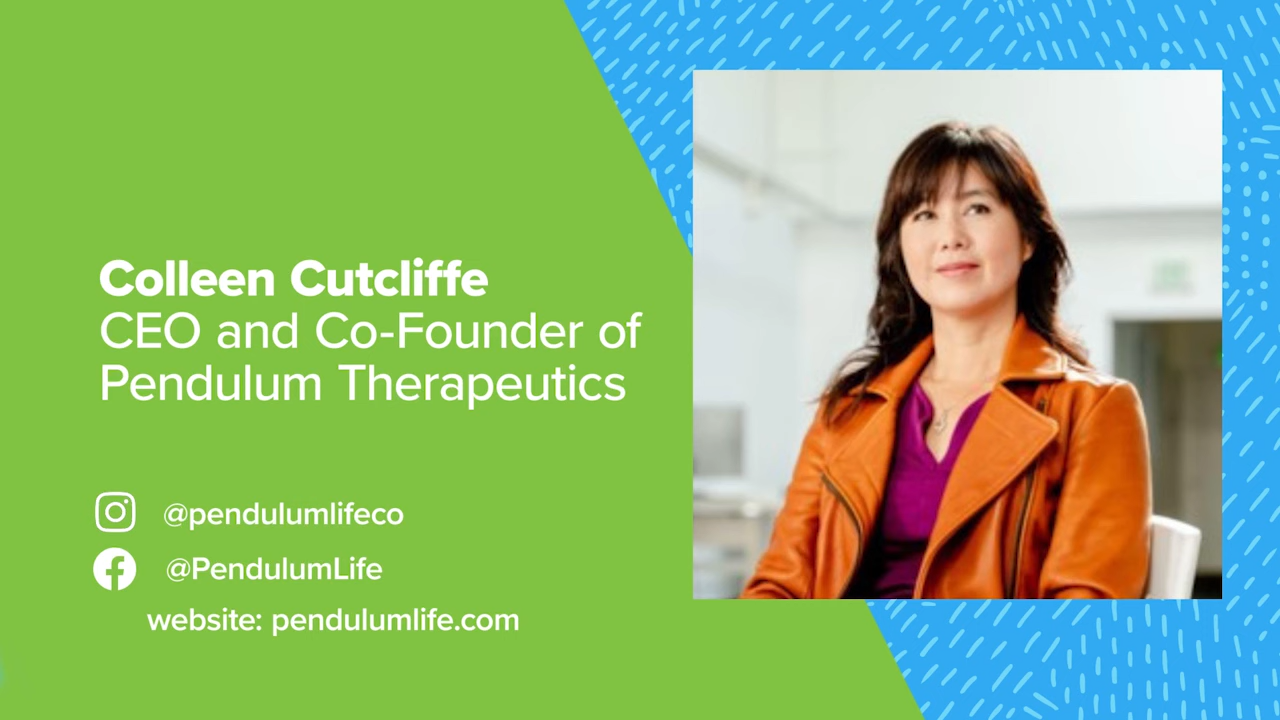 Colleen Cutcliffe
CEO and Co-Founder of
Pendulum Therapeutics
@pendulumlifeco
@PendulumLife
website: pendulumlife.com